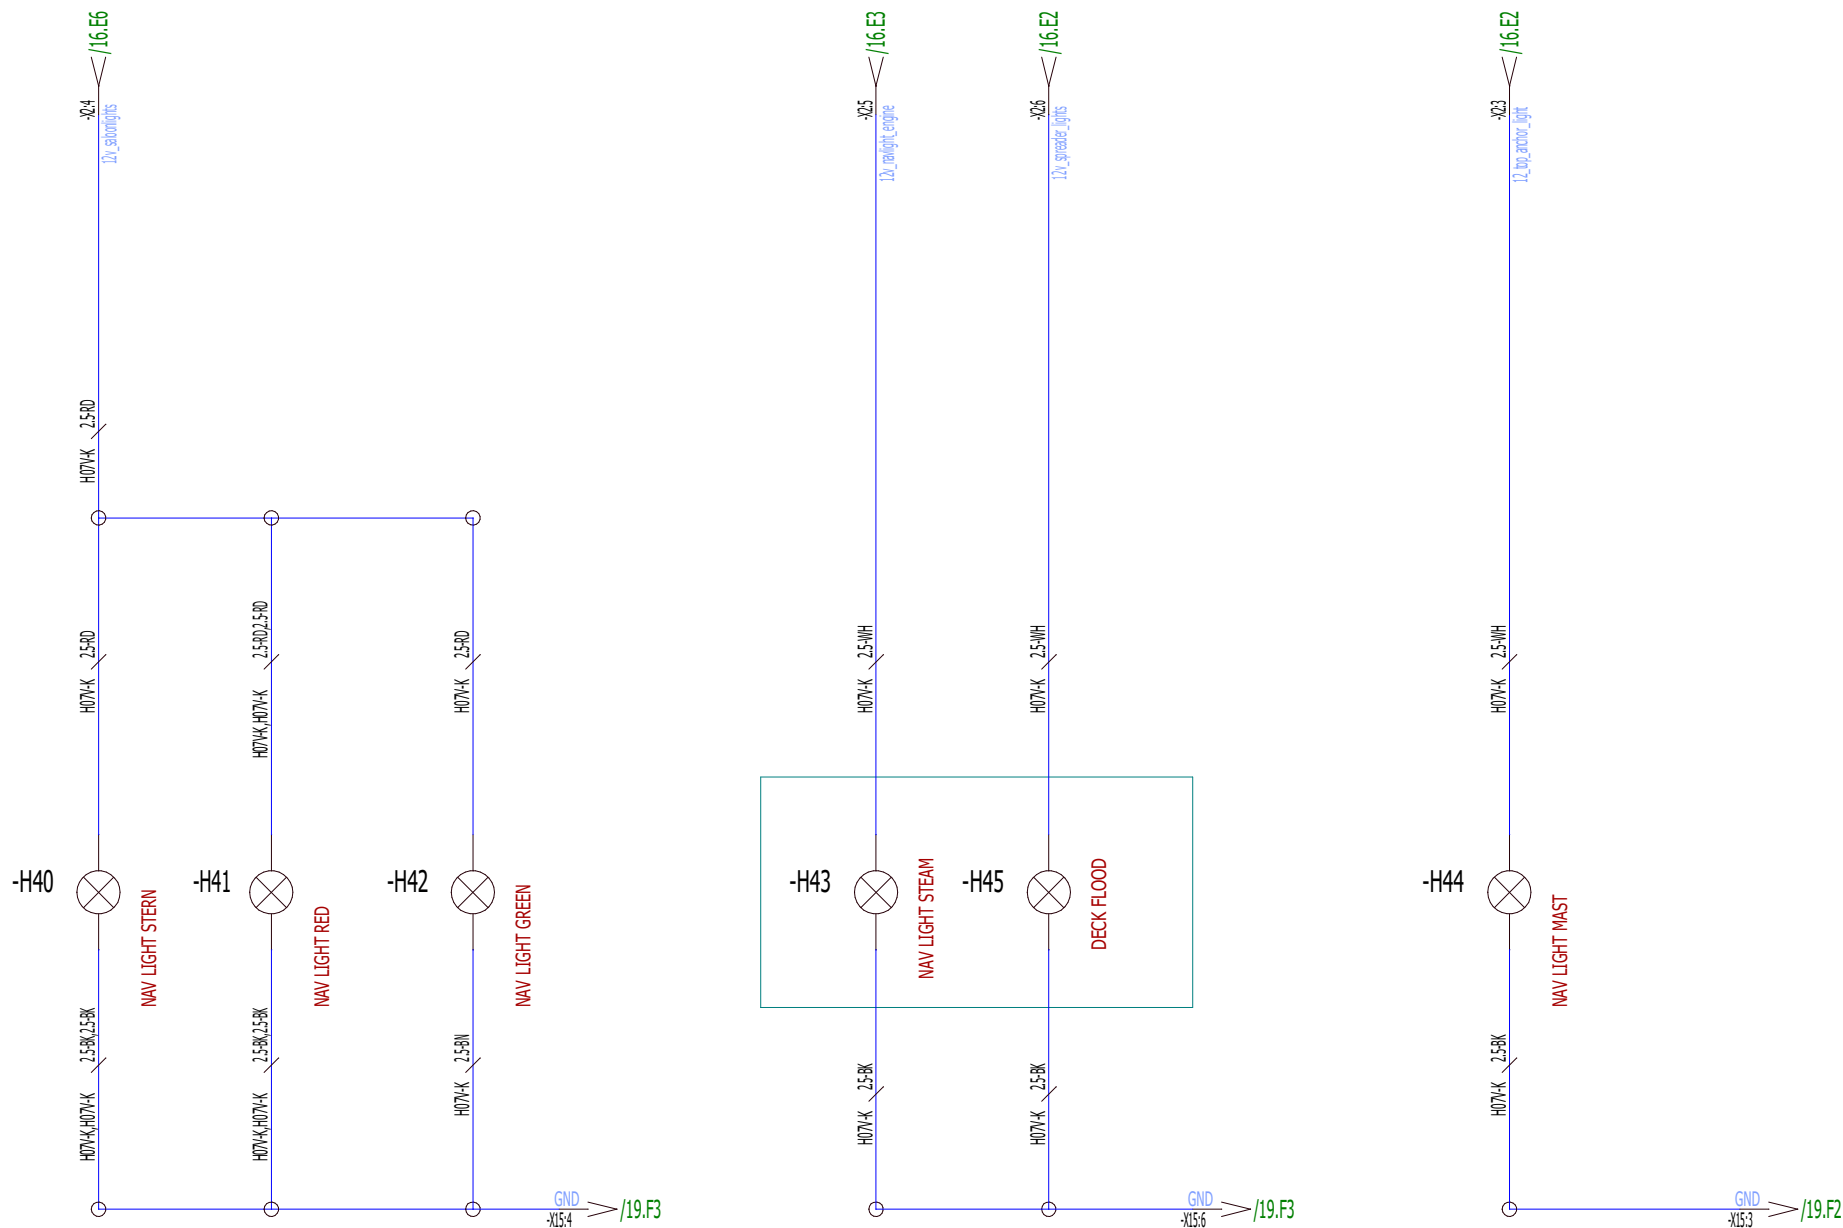 /16.E6
/16.E3
/16.E2
/16.E2
-X2:4
12v_saloonlights
-X2:5
12v_navlight_engine
-X2:6
12v_spreader_lights
-X2:3
12_top_anchor_light
H07V-K 2.5-RD
H07V-K 2.5-RD
H07V-K,H07V-K 2.5-RD,2.5-RD
H07V-K 2.5-RD
H07V-K 2.5-WH
H07V-K 2.5-WH
H07V-K 2.5-WH
-H40
NAV LIGHT STERN
-H41
NAV LIGHT RED
-H42
NAV LIGHT GREEN
-H43
NAV LIGHT STEAM
-H45
DECK FLOOD
-H44
NAV LIGHT MAST
H07V-K,H07V-K 2.5-BK,2.5-BK
H07V-K,H07V-K 2.5-BK,2.5-BK
H07V-K 2.5-BN
H07V-K 2.5-BK
H07V-K 2.5-BK
H07V-K 2.5-BK
GND
-X15:4
/19.F3
GND
-X15:6
/19.F3
GND
-X15:3
/19.F2